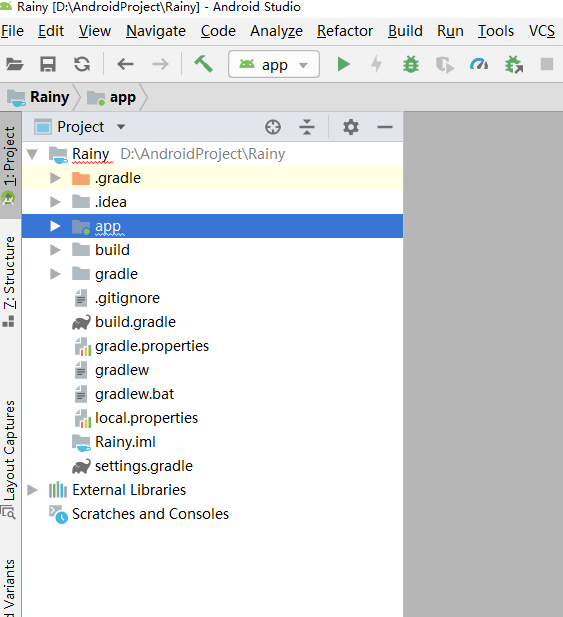 Rainy [D:\AndroidProject\Rainy] - Android Studio
File Edit View Navigate Code Analyze Refactor Build Run Tools VCS
app
Rainy app
Project
Rainy D:\AndroidProject\Rainy
.gradle
.idea
app
build
gradle
.gitignore
build.gradle
gradle.properties
gradlew
gradlew.bat
local.properties
Rainy.iml
settings.gradle
External Libraries
Scratches and Consoles
1: Project
7: Structure
Layout Captures
Variants